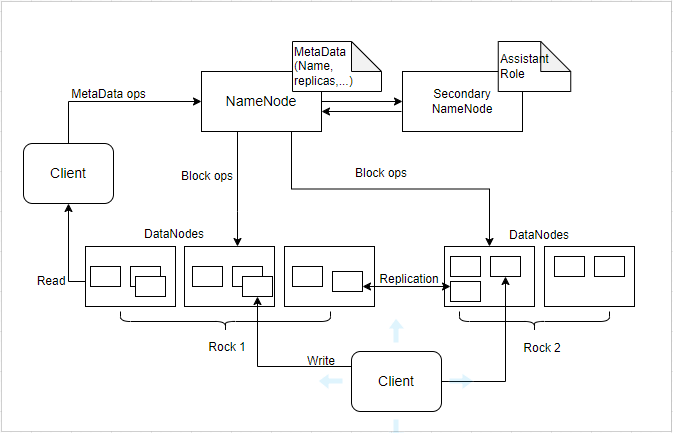 MetaData
(Name,
replicas,...)
Assistant
Role
MetaData ops
NameNode
Secondary
NameNode
Client
Block ops
Block ops
DataNodes
DataNodes
Read
Replication
Rock 1
Rock 2
Write
Client